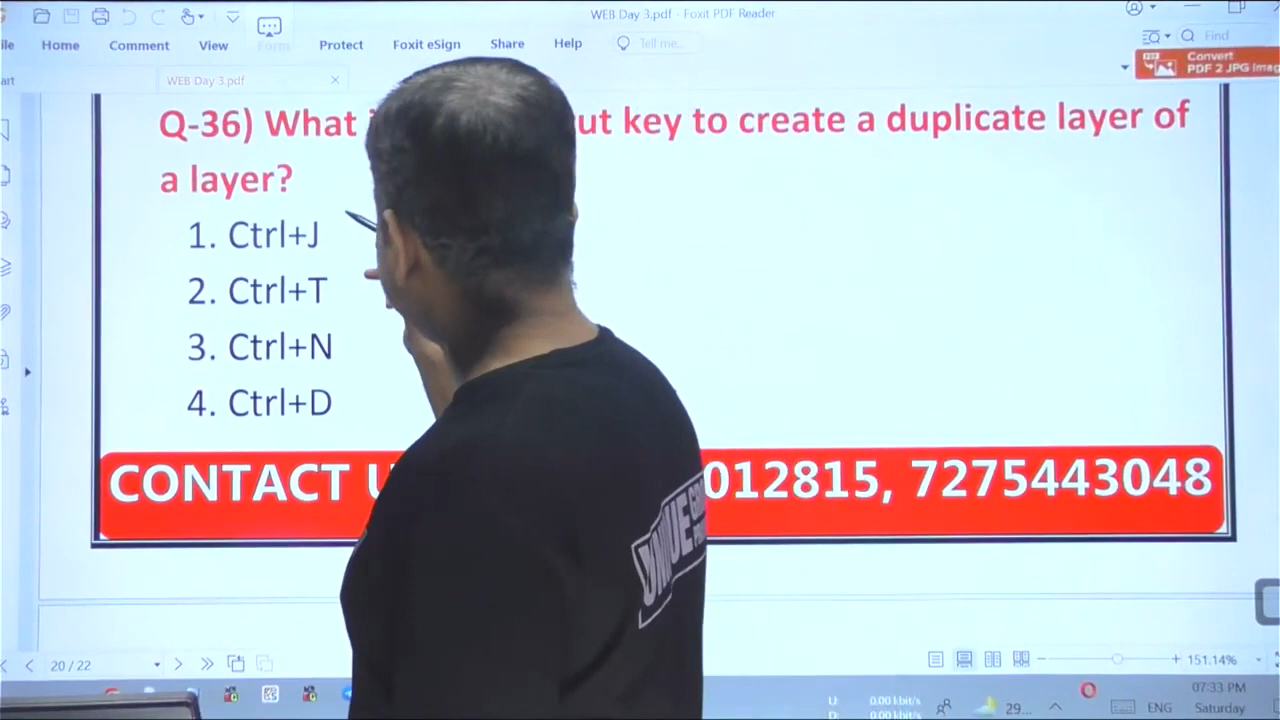 WEB Day 3.pdf - Foxit PDF Reader
Home Comment View Form Protect Foxit eSign Share Help Tell me... Find
Convert
PDF 2 JPG
WEB Day 3.pdf
Q-36) What key to create a duplicate layer of
a layer?
1. Ctrl+J
2. Ctrl+T
3. Ctrl+N
4. Ctrl+D
CONTACT 012815, 7275443048
20 / 22
151.14%
0.00 kbit/s
0.00 kbit/s
29...
ENG
07:33 PM
Saturday